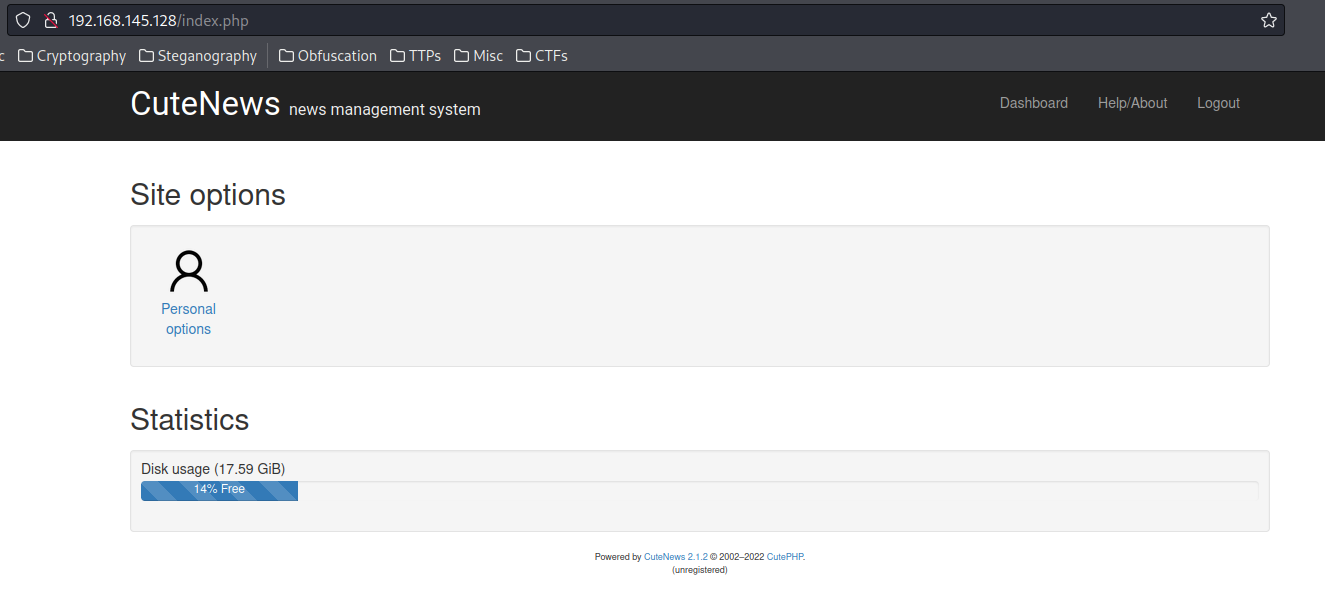 192.168.145.128/index.php
c Cryptography Steganography Obfuscation TTPs Misc CTFs
CuteNews news management system Dashboard Help/About Logout
Site options
Personal
options
Statistics
Disk usage (17.59 GiB)
14% Free
Powered by CuteNews 2.1.2 © 2002–2022 CutePHP.
(unregistered)